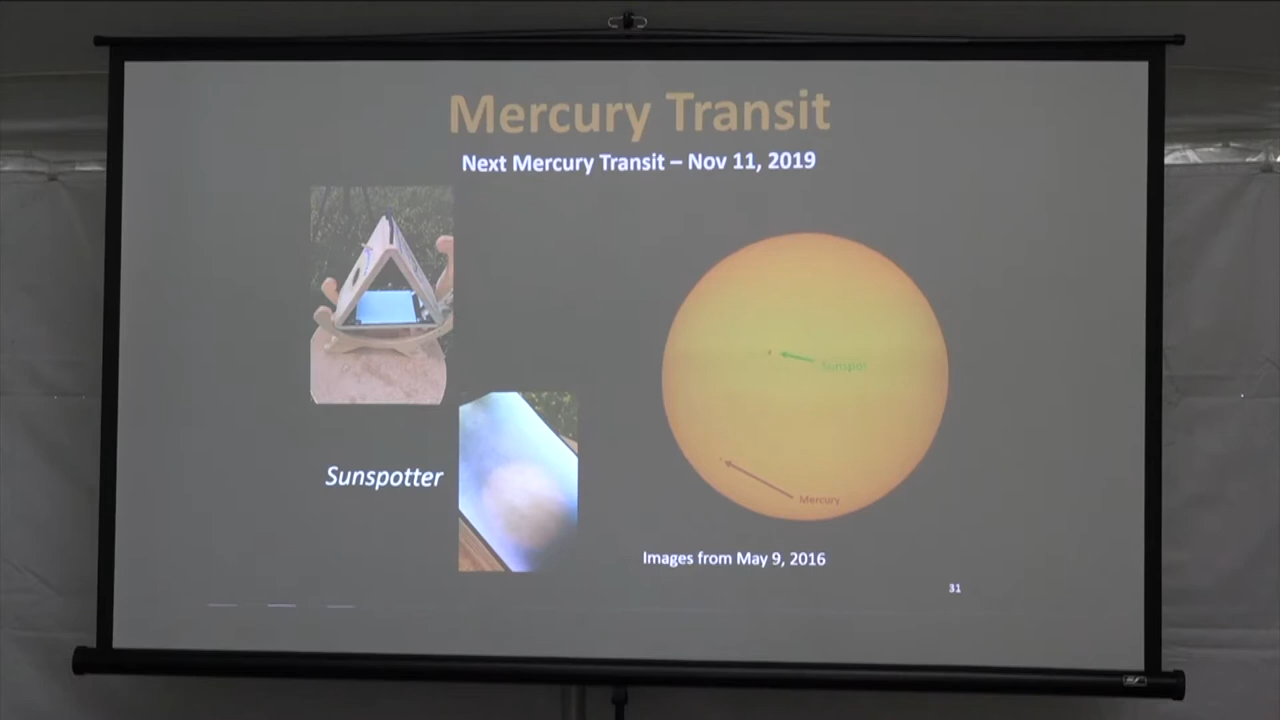 Mercury Transit
Next Mercury Transit – Nov 11, 2019
Sunspot
Mercury
Sunspotter
Images from May 9, 2016
31